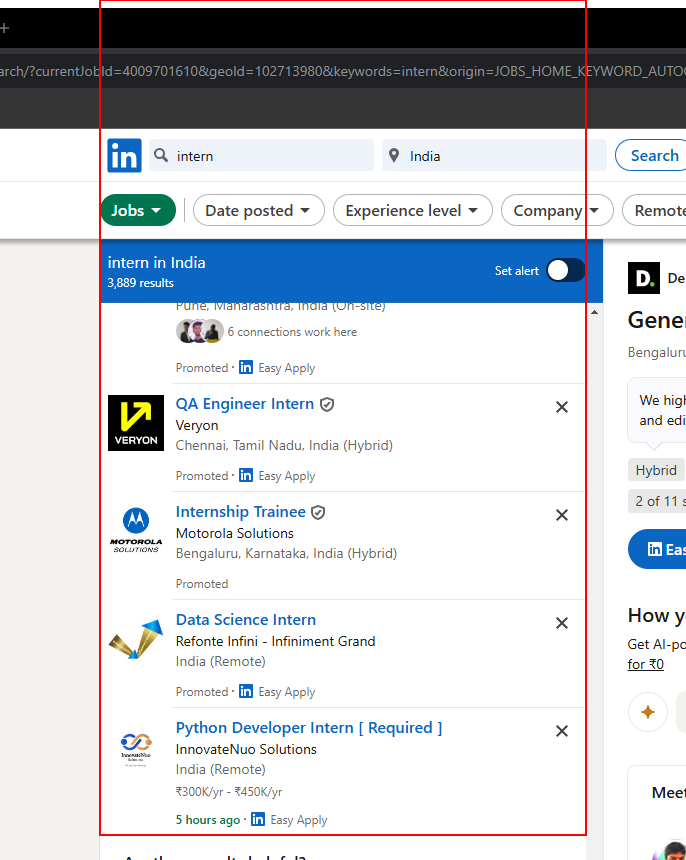 arch/?currentJobId=4009701610&geoId=102713980&keywords=intern&origin=JOBS_HOME_KEYWORD_AUTO
in
intern
India
Search
Jobs
Date posted
Experience level
Company
Remote
intern in India
3,889 results
Set alert
Pune, Maharashtra, India (On-site)
6 connections work here
Promoted · in Easy Apply
VERYON
QA Engineer Intern
Veryon
Chennai, Tamil Nadu, India (Hybrid)
Promoted · in Easy Apply
MOTOROLA
SOLUTIONS
Internship Trainee
Motorola Solutions
Bengaluru, Karnataka, India (Hybrid)
Promoted
Data Science Intern
Refonte Infini - Infiniment Grand
India (Remote)
Promoted · in Easy Apply
InnovateNuo
Solutions
Python Developer Intern [ Required ]
InnovateNuo Solutions
India (Remote)
₹300K/yr - ₹450K/yr
5 hours ago · in Easy Apply
D.
De
Gener
Bengaluru
We high
and edi
Hybrid
2 of 11 s
in Eas
How yo
Get AI-po
for ₹0
Meet